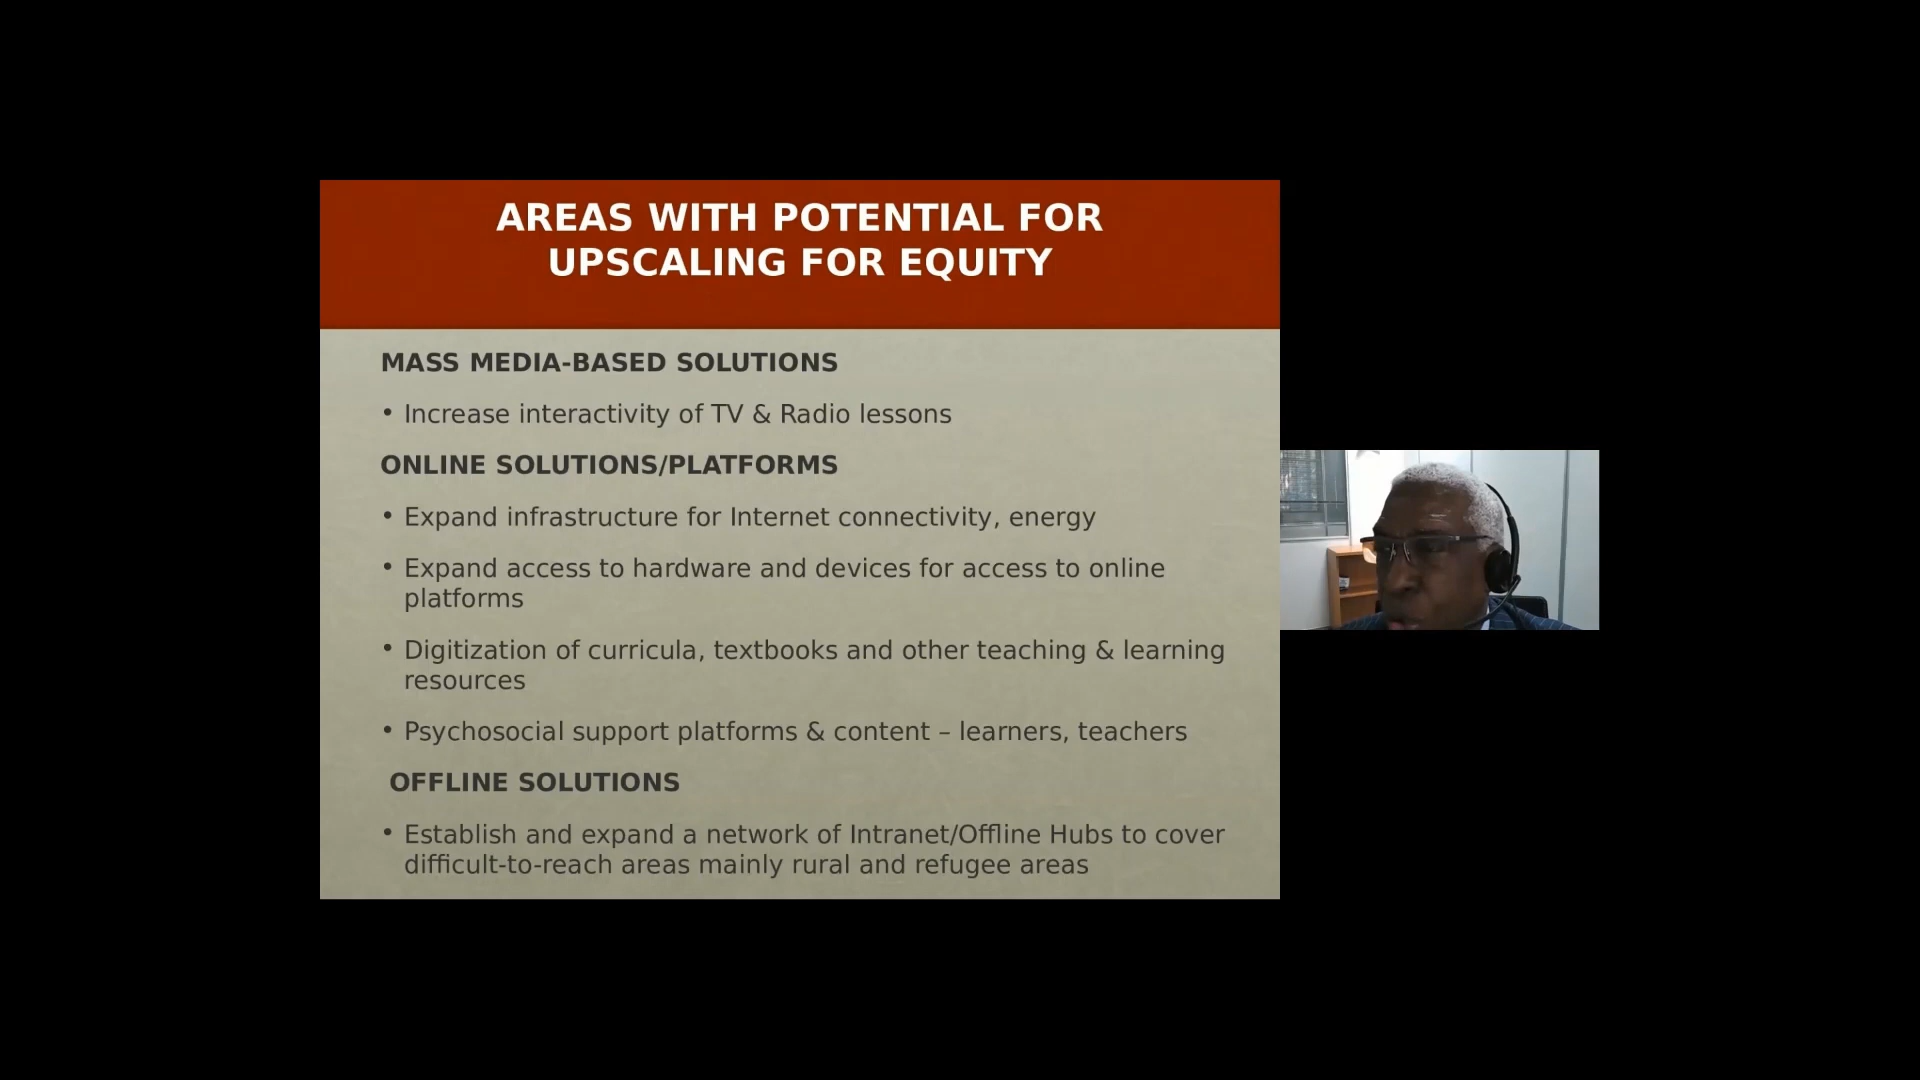 AREAS WITH POTENTIAL FOR
UPSCALING FOR EQUITY
MASS MEDIA-BASED SOLUTIONS
• Increase interactivity of TV & Radio lessons
ONLINE SOLUTIONS/PLATFORMS
• Expand infrastructure for Internet connectivity, energy
• Expand access to hardware and devices for access to online
platforms
• Digitization of curricula, textbooks and other teaching & learning
resources
• Psychosocial support platforms & content – learners, teachers
OFFLINE SOLUTIONS
• Establish and expand a network of Intranet/Offline Hubs to cover
difficult-to-reach areas mainly rural and refugee areas